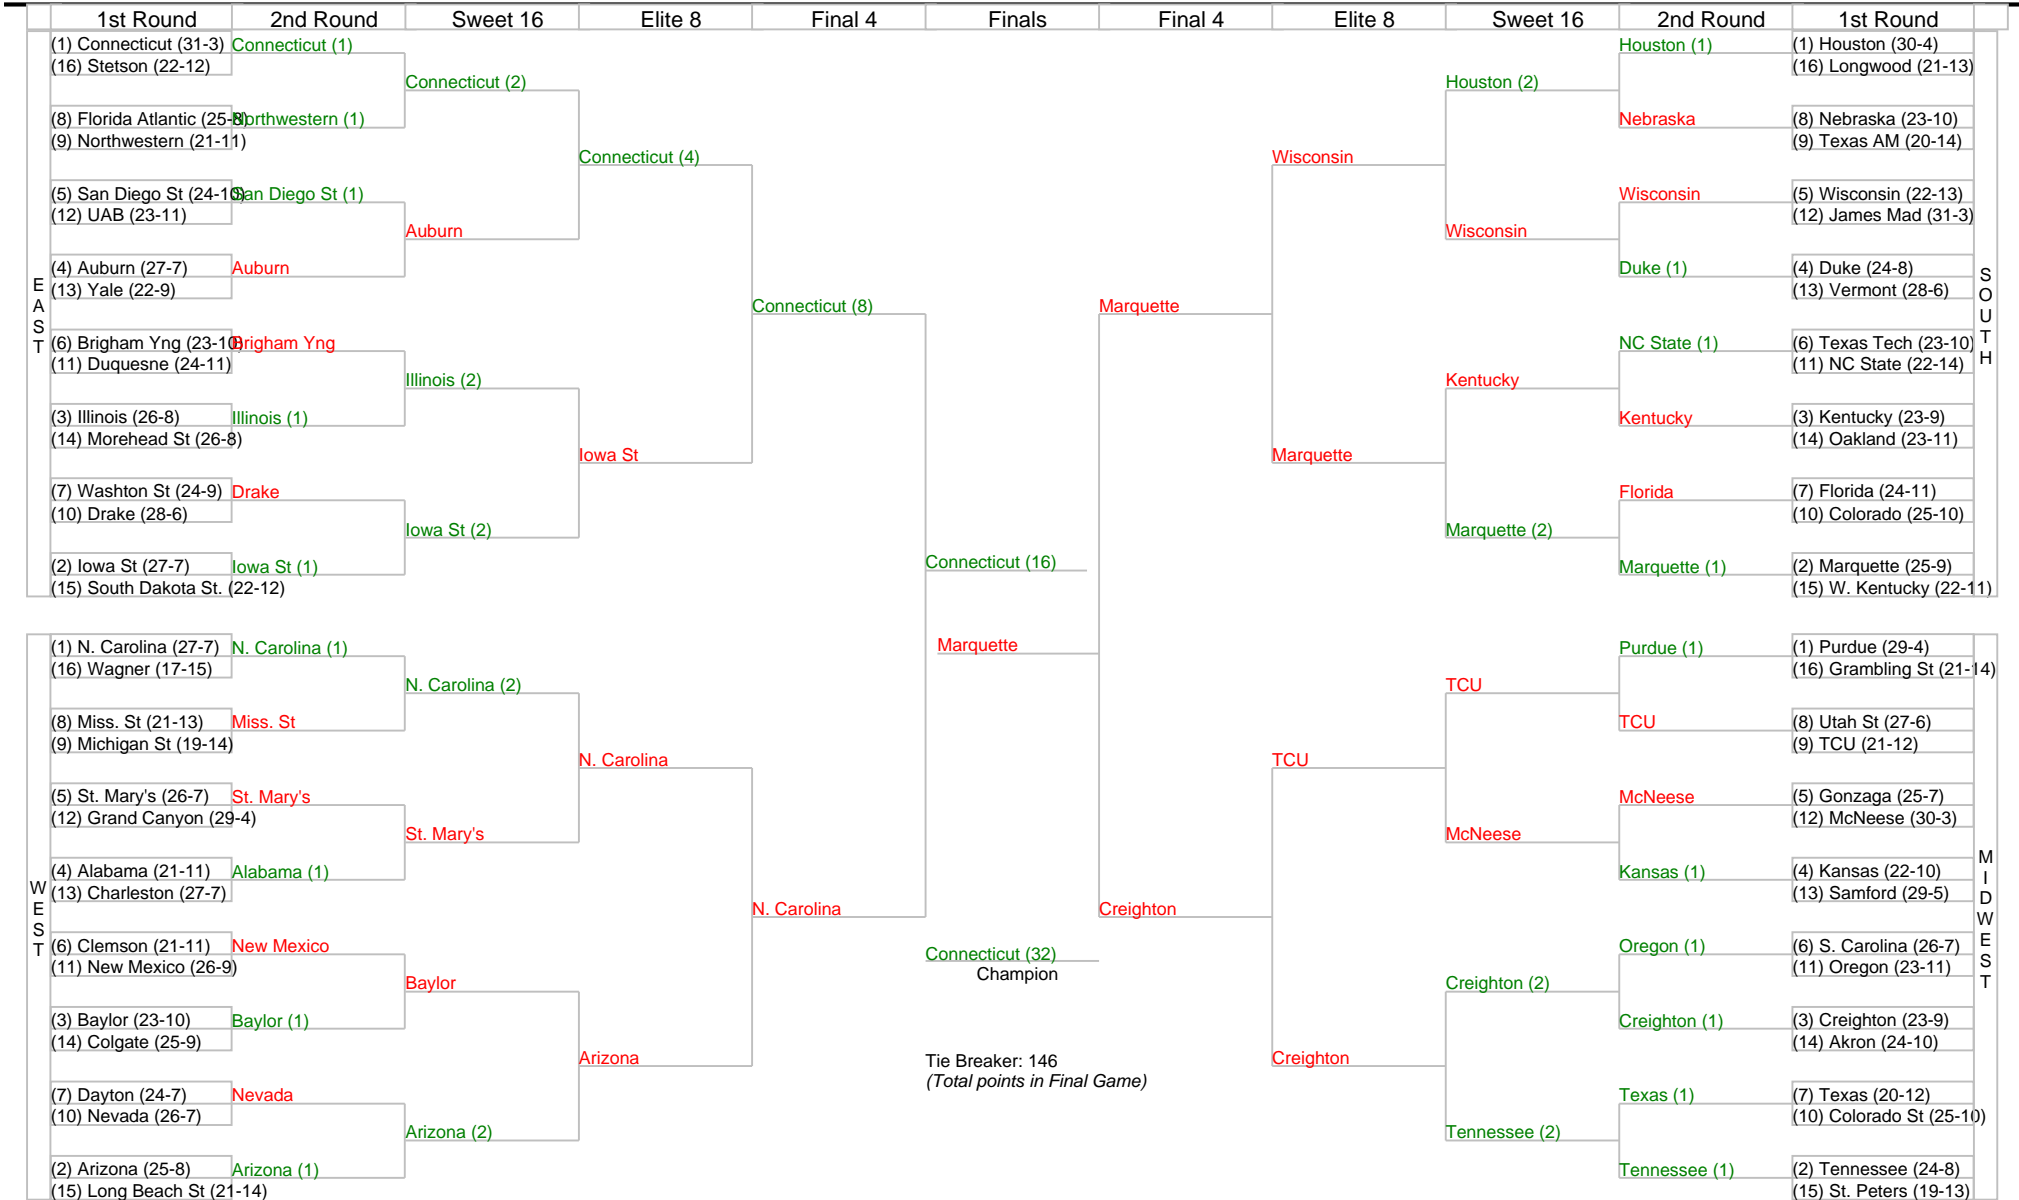 1st Round 2nd Round Sweet 16 Elite 8 Final 4 Finals Final 4 Elite 8 Sweet 16 2nd Round 1st Round
EAST
(1) Connecticut (31-3)
(16) Stetson (22-12)
(8) Florida Atlantic (25-8)
(9) Northwestern (21-11)
(5) San Diego St (24-10)
(12) UAB (23-11)
(4) Auburn (27-7)
(13) Yale (22-9)
(6) Brigham Yng (23-10)
(11) Duquesne (24-11)
(3) Illinois (26-8)
(14) Morehead St (26-8)
(7) Washton St (24-9)
(10) Drake (28-6)
(2) Iowa St (27-7)
(15) South Dakota St. (22-12)
Connecticut (1)
Northwestern (1)
San Diego St (1)
Auburn
Brigham Yng
Illinois (1)
Drake
Iowa St (1)
Connecticut (2)
Auburn
Illinois (2)
Iowa St (2)
Connecticut (4)
Iowa St
Connecticut (8)
WEST
(1) N. Carolina (27-7)
(16) Wagner (17-15)
(8) Miss. St (21-13)
(9) Michigan St (19-14)
(5) St. Mary's (26-7)
(12) Grand Canyon (29-4)
(4) Alabama (21-11)
(13) Charleston (27-7)
(6) Clemson (21-11)
(11) New Mexico (26-9)
(3) Baylor (23-10)
(14) Colgate (25-9)
(7) Dayton (24-7)
(10) Nevada (26-7)
(2) Arizona (25-8)
(15) Long Beach St (21-14)
N. Carolina (1)
Miss. St
St. Mary's
Alabama (1)
New Mexico
Baylor (1)
Nevada
Arizona (1)
N. Carolina (2)
St. Mary's
Baylor
Arizona (2)
N. Carolina
Arizona
N. Carolina
Connecticut (16)
Marquette
Connecticut (32)
Champion
Tie Breaker: 146
(Total points in Final Game)
Marquette
Creighton
Wisconsin
Marquette
TCU
Creighton
Houston (2)
Wisconsin
Kentucky
Marquette (2)
TCU
McNeese
Creighton (2)
Tennessee (2)
Houston (1)
Nebraska
Wisconsin
Duke (1)
NC State (1)
Kentucky
Florida
Marquette (1)
Purdue (1)
TCU
McNeese
Kansas (1)
Oregon (1)
Creighton (1)
Texas (1)
Tennessee (1)
SOUTH
(1) Houston (30-4)
(16) Longwood (21-13)
(8) Nebraska (23-10)
(9) Texas AM (20-14)
(5) Wisconsin (22-13)
(12) James Mad (31-3)
(4) Duke (24-8)
(13) Vermont (28-6)
(6) Texas Tech (23-10)
(11) NC State (22-14)
(3) Kentucky (23-9)
(14) Oakland (23-11)
(7) Florida (24-11)
(10) Colorado (25-10)
(2) Marquette (25-9)
(15) W. Kentucky (22-11)
MIDWEST
(1) Purdue (29-4)
(16) Grambling St (21-14)
(8) Utah St (27-6)
(9) TCU (21-12)
(5) Gonzaga (25-7)
(12) McNeese (30-3)
(4) Kansas (22-10)
(13) Samford (29-5)
(6) S. Carolina (26-7)
(11) Oregon (23-11)
(3) Creighton (23-9)
(14) Akron (24-10)
(7) Texas (20-12)
(10) Colorado St (25-10)
(2) Tennessee (24-8)
(15) St. Peters (19-13)